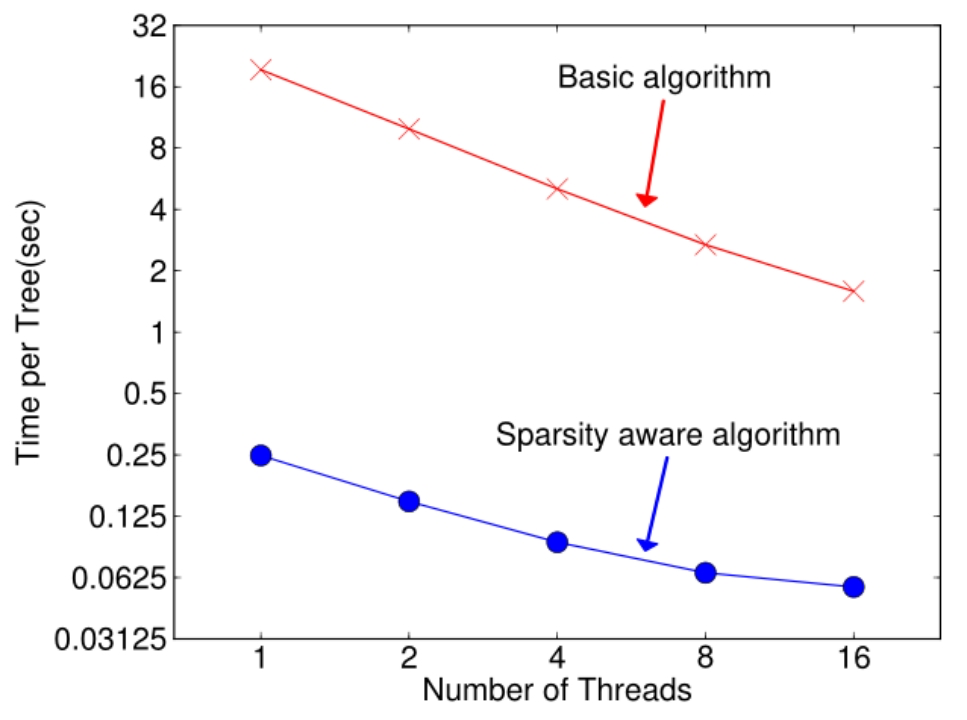 32
16
8
4
2
1
0.5
0.25
0.125
0.0625
0.03125
Time per Tree(sec)
Basic algorithm
Sparsity aware algorithm
1 2 4 8 16
Number of Threads